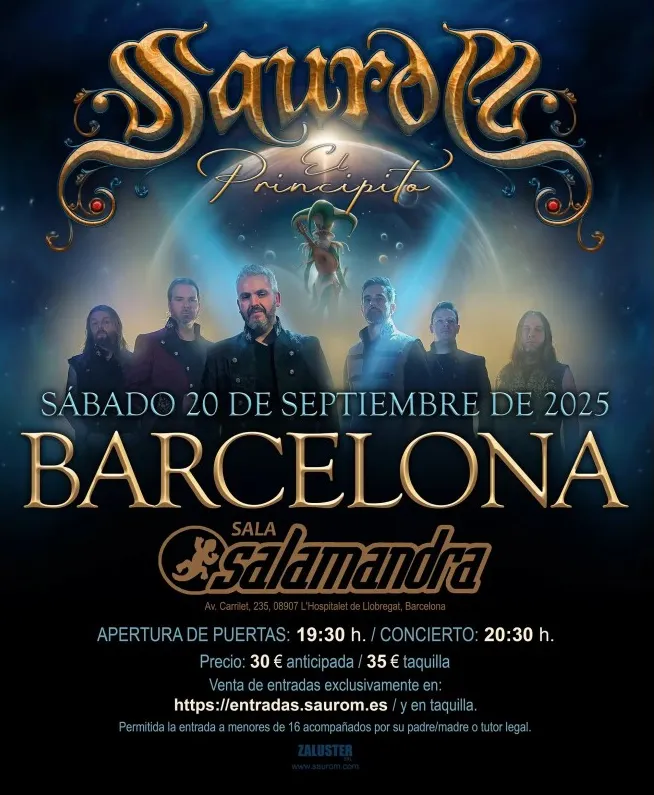 Saurom
El
Principito
SÁBADO 20 DE SEPTIEMBRE DE 2025
BARCELONA
SALA
salamandra
Av. Carrilet, 235, 08907 L'Hospitalet de Llobregat, Barcelona
APERTURA DE PUERTAS: 19:30 h. / CONCIERTO: 20:30 h.
Precio: 30 € anticipada / 35 € taquilla
Venta de entradas exclusivamente en:
https://entradas.saurom.es / y en taquilla.
Permitida la entrada a menores de 16 acompañados por su padre/madre o tutor legal.
ZALUSTER
www.saurom.com